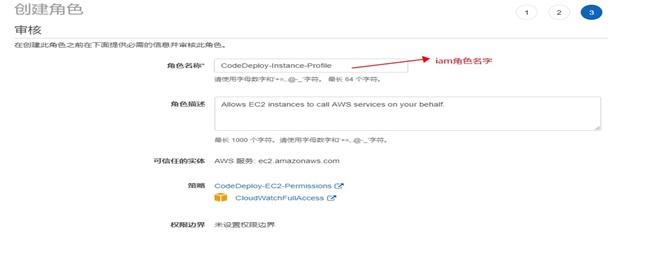 创建角色
1 2 3
审核
在创建此角色之前在下面提供必需的信息并审核此角色。
角色名称* CodeDeploy-Instance-Profile iam角色名字
请使用字母数字和“+=,.@-_”字符。 最长 64 个字符。
角色描述 Allows EC2 instances to call AWS services on your behalf.
最长 1000 个字符。请使用字母数字和“+=,.@-_”字符。
可信任的实体 AWS 服务: ec2.amazonaws.com
策略 CodeDeploy-EC2-Permissions
CloudWatchFullAccess
权限边界 未设置权限边界